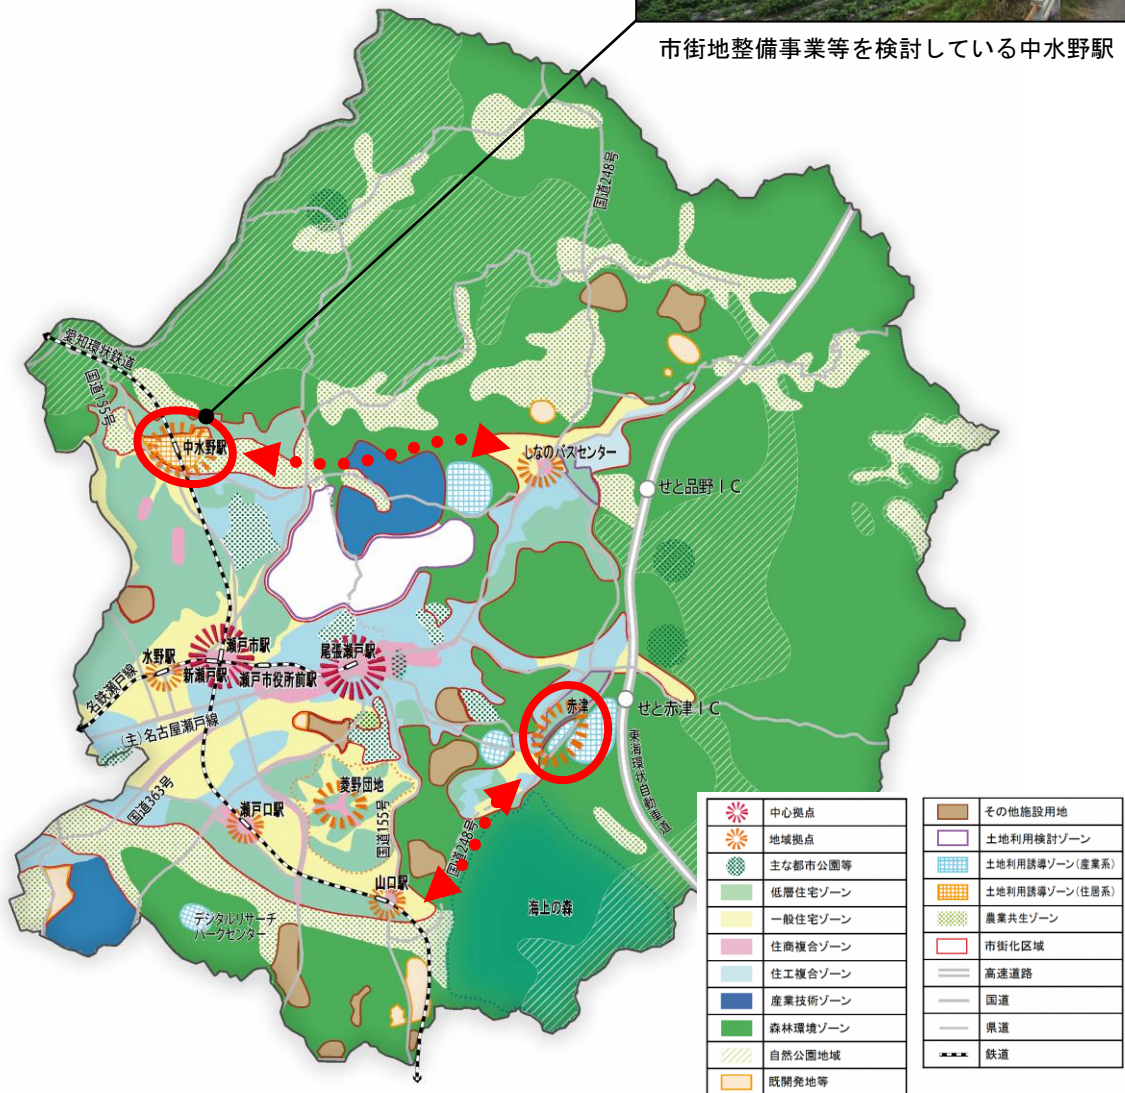 市街地整備事業等を検討している中水野駅
国道248号
愛知環状鉄道
国道155号
中水野駅
しなのバスセンター
せと品野IC
瀬戸市駅
水野駅
新瀬戸駅
瀬戸市役所前駅
尾張瀬戸駅
名鉄瀬戸線
(主)名古屋瀬戸線
赤津
せと赤津IC
東海環状自動車道
国道363号
菱野団地
瀬戸口駅
国道155号
国道248号
山口駅
海上の森
デジタルリサーチ
パークセンター
中心拠点
地域拠点
主な都市公園等
低層住宅ゾーン
一般住宅ゾーン
住商複合ゾーン
住工複合ゾーン
産業技術ゾーン
森林環境ゾーン
自然公園地域
既開発地等
その他施設用地
土地利用検討ゾーン
土地利用誘導ゾーン(産業系)
土地利用誘導ゾーン(住居系)
農業共生ゾーン
市街化区域
高速道路
国道
県道
鉄道